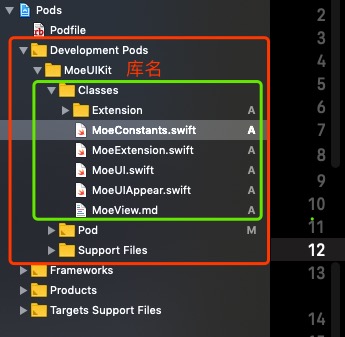 Pods
Podfile
Development Pods
MoeUIKit 库名
Classes
Extension A
MoeConstants.swift A
MoeExtension.swift A
MoeUI.swift A
MoeUIAppear.swift A
MoeView.md A
Pod M
Support Files
Frameworks
Products
Targets Support Files
2
3
4
5
6
7
8
9
10
11
12
13
14
15